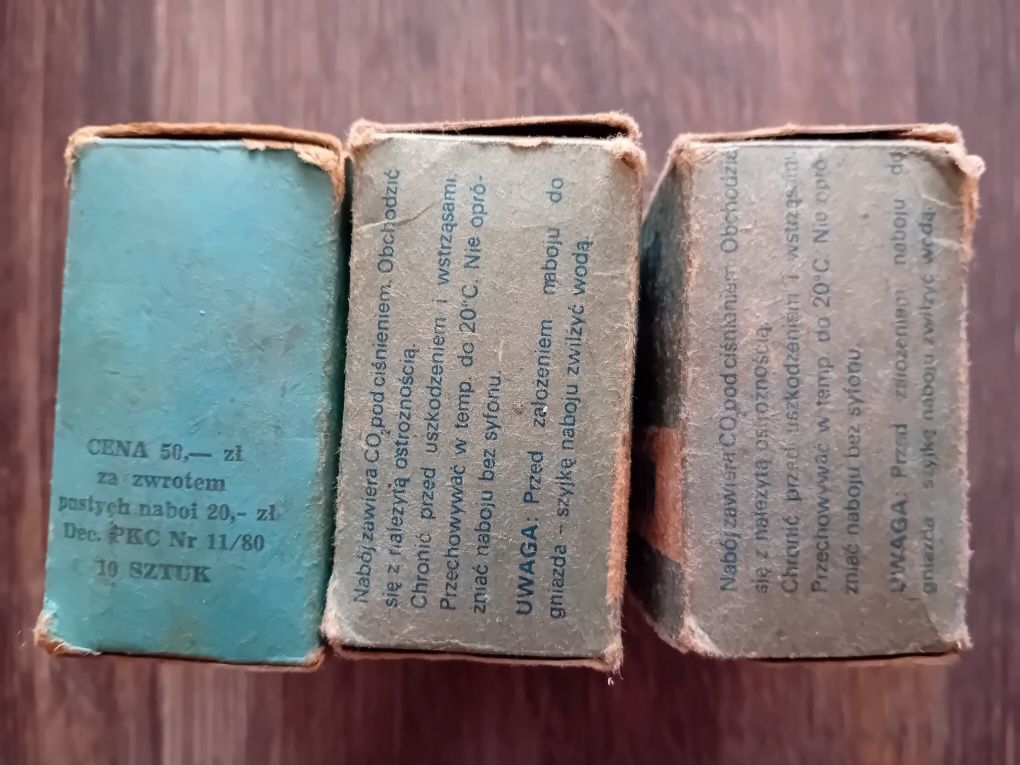 CENA 50,— zł
za zwrotem
pustych naboi 20,- zł
Dec. PKC Nr 11/80
10 SZTUK
Nabój zawiera CO₂ pod ciśnieniem. Obchodzić
się z należytą ostrożnością.
Chronić przed uszkodzeniem i wstrząsami.
Przechowywać w temp. do 20°C. Nie opró-
zniać naboju bez syfonu.
UWAGA: Przed założeniem naboju do
gniazda – szyjkę naboju zwilżyć wodą.
Nabój zawiera CO₂ pod ciśnieniem. Obchodzić
się z należytą ostrożnością.
Chronić przed uszkodzeniem i wstrząsami.
Przechowywać w temp. do 20°C. Nie opró-
zniać naboju bez syfonu.
UWAGA: Przed założeniem naboju do
gniazda – szyjkę naboju zwilżyć wodą.